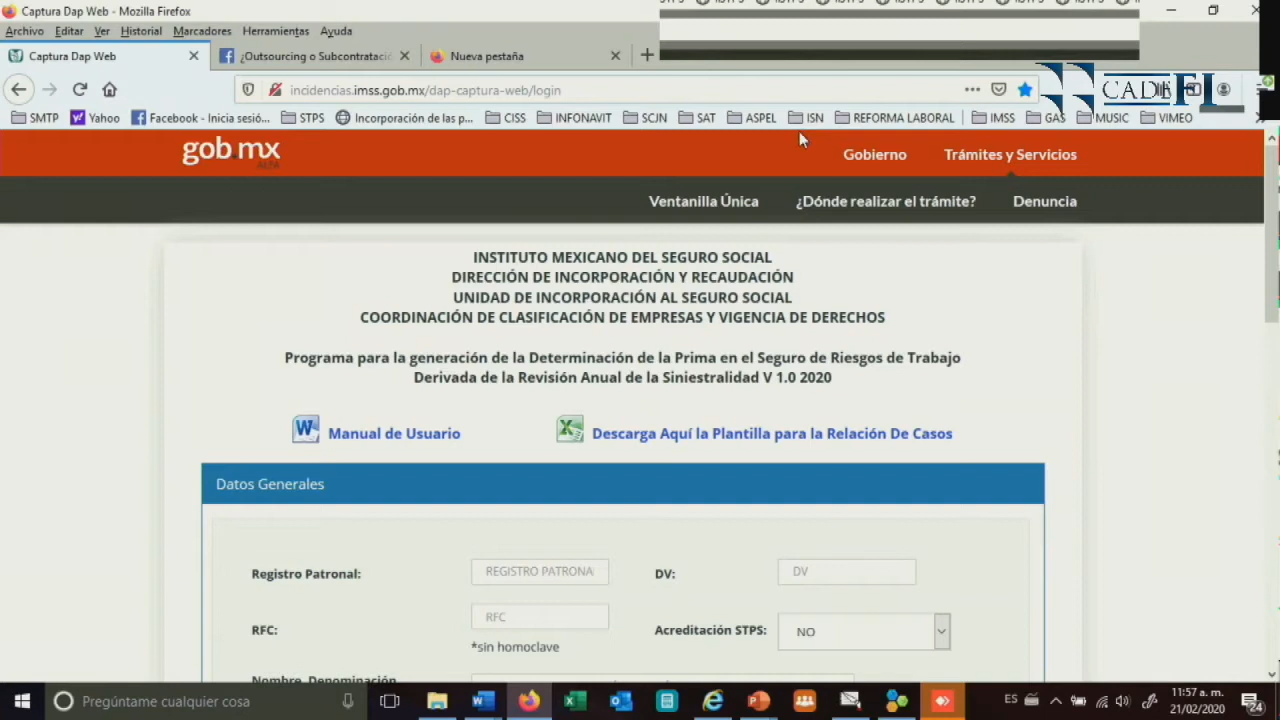 Captura Dap Web - Mozilla Firefox
Archivo Editar Ver Historial Marcadores Herramientas Ayuda
Captura Dap Web
¿Outsourcing o Subcontratació
Nueva pestaña
incidencias.imss.gob.mx/dap-captura-web/login
CADEFI
SMTP Yahoo Facebook - Inicia sesió... STPS Incorporación de las p... CISS INFONAVIT SCJN SAT ASPEL ISN REFORMA LABORAL IMSS GAS MUSIC VIMEO
gob.mx
ALFA
Gobierno Trámites y Servicios
Ventanilla Única ¿Dónde realizar el trámite? Denuncia
INSTITUTO MEXICANO DEL SEGURO SOCIAL
DIRECCIÓN DE INCORPORACIÓN Y RECAUDACIÓN
UNIDAD DE INCORPORACIÓN AL SEGURO SOCIAL
COORDINACIÓN DE CLASIFICACIÓN DE EMPRESAS Y VIGENCIA DE DERECHOS
Programa para la generación de la Determinación de la Prima en el Seguro de Riesgos de Trabajo
Derivada de la Revisión Anual de la Siniestralidad V 1.0 2020
Manual de Usuario
Descarga Aquí la Plantilla para la Relación De Casos
Datos Generales
Registro Patronal: REGISTRO PATRONA DV: DV
RFC: RFC Acreditación STPS: NO
*sin homoclave
Nombre, Denominación
Pregúntame cualquier cosa
ES
11:57 a. m.
21/02/2020
24